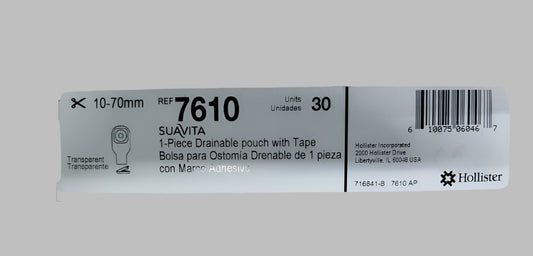 10-70mm
REF 7610
Units
Unidades
30
SUAVITA
1-Piece Drainable pouch with Tape
Bolsa para Ostomía Drenable de 1 pieza
con Marco Adhesivo
Transparent
Transparente
6 10075 06046 7
Hollister Incorporated
2000 Hollister Drive
Libertyville, IL 60048 USA
716841-B 7610 AP
Hollister